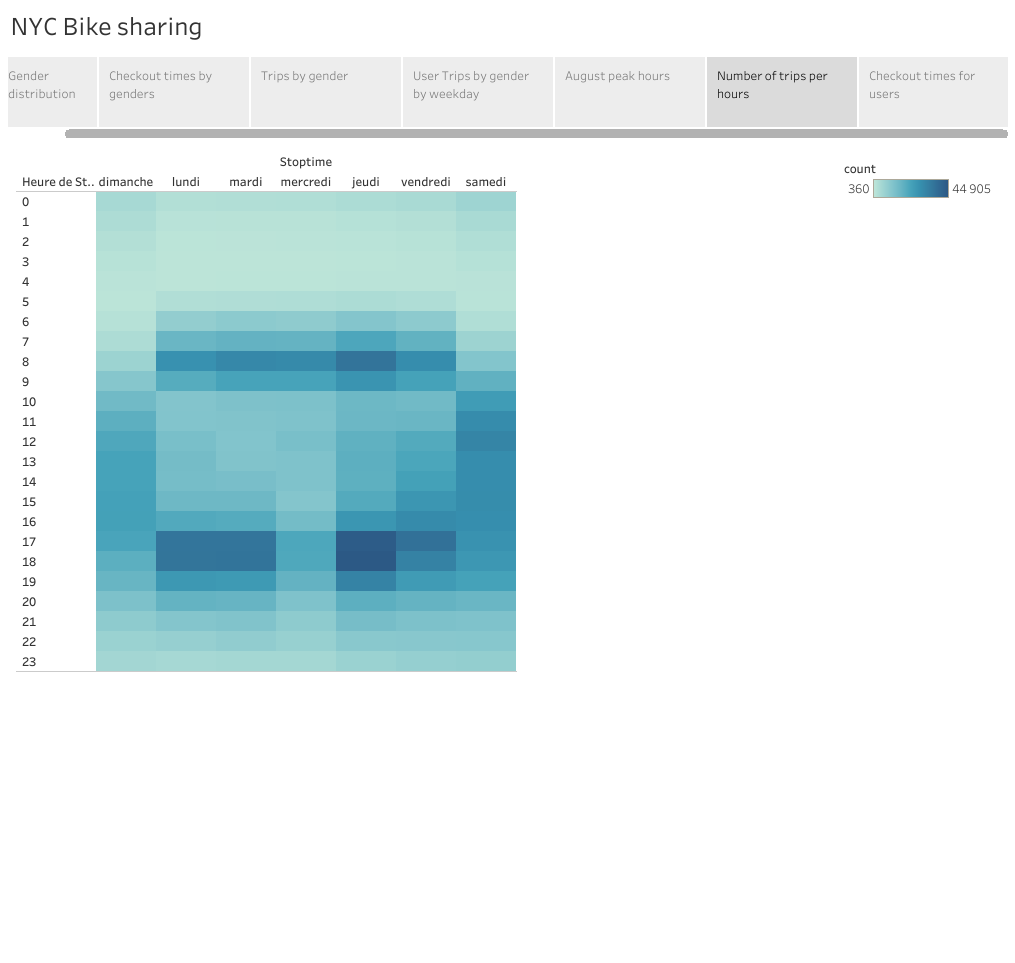 NYC Bike sharing
Gender
distribution
Checkout times by
genders
Trips by gender
User Trips by gender
by weekday
August peak hours
Number of trips per
hours
Checkout times for
users
Stoptime
Heure de St.. dimanche lundi mardi mercredi jeudi vendredi samedi
0
1
2
3
4
5
6
7
8
9
10
11
12
13
14
15
16
17
18
19
20
21
22
23
count
360 44 905